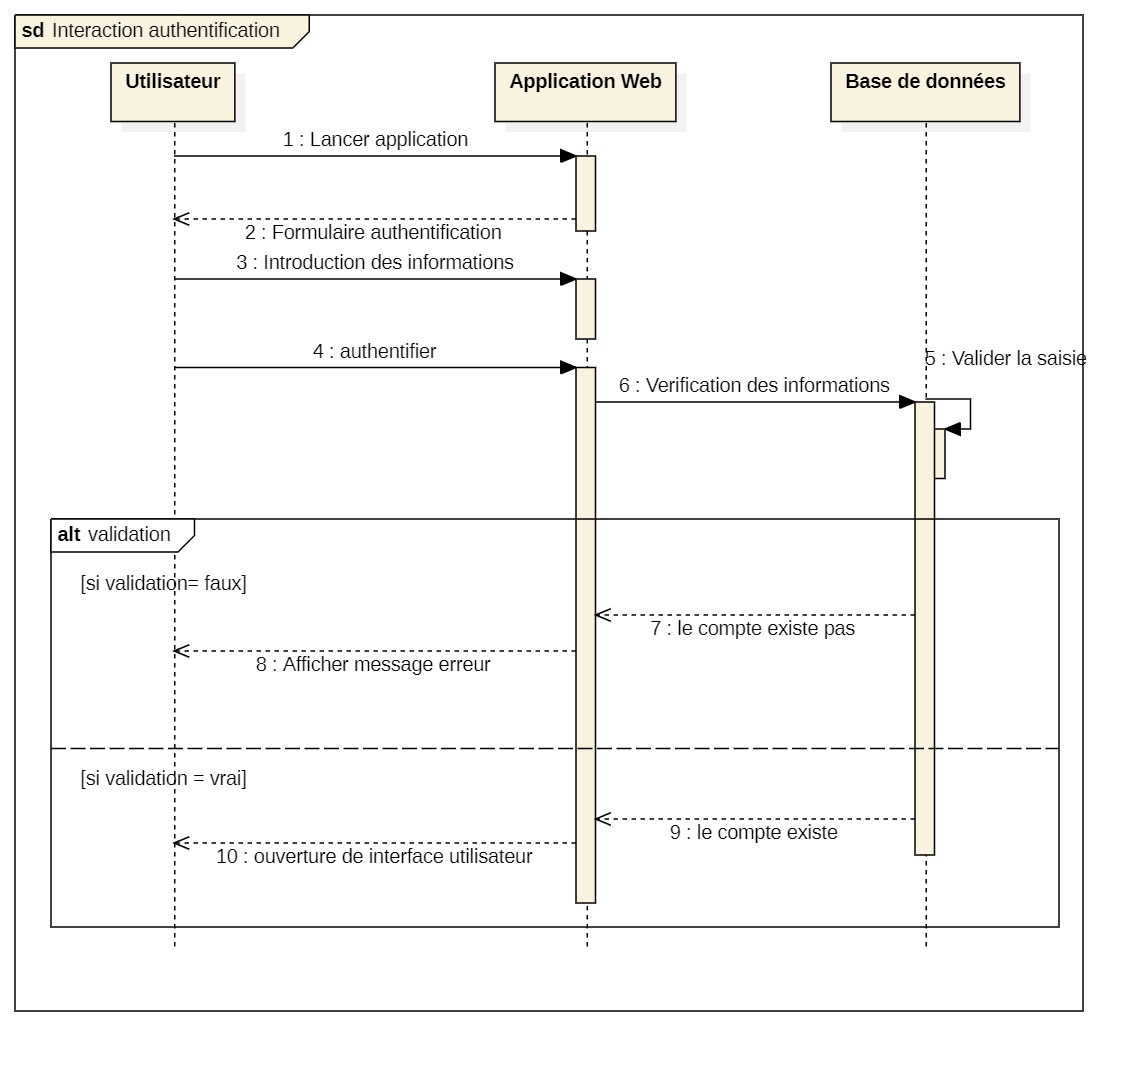 sd Interaction authentification
Utilisateur
Application Web
Base de données
1 : Lancer application
2 : Formulaire authentification
3 : Introduction des informations
4 : authentifier
5 : Valider la saisie
6 : Verification des informations
alt validation
[si validation= faux]
7 : le compte existe pas
8 : Afficher message erreur
[si validation = vrai]
9 : le compte existe
10 : ouverture de interface utilisateur